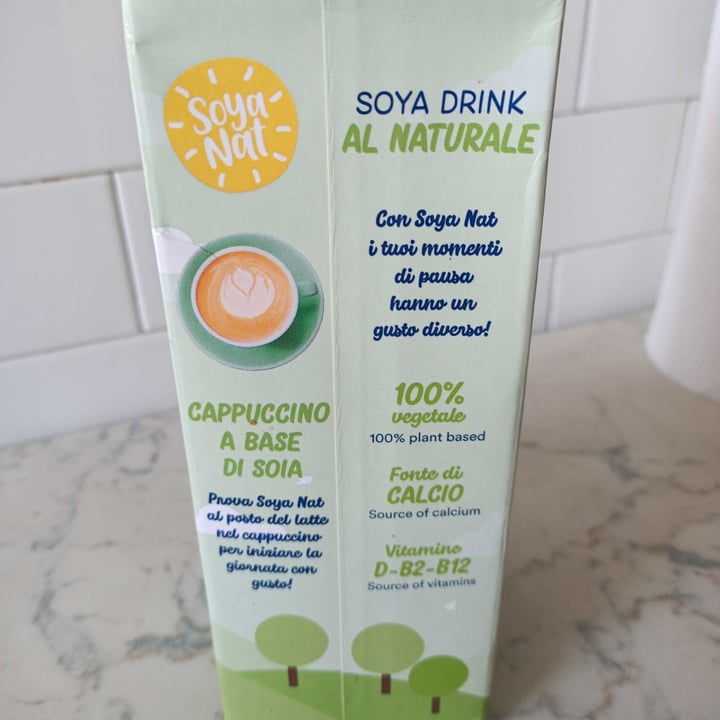 Soya
Nat
CAPPUCCINO
A BASE
DI SOIA
Prova Soya Nat
al posto del latte
nel cappuccino
per iniziare la
giornata con
gusto!
SOYA DRINK
AL NATURALE
Con Soya Nat
i tuoi momenti
di pausa
hanno un
gusto diverso!
100%
vegetale
100% plant based
Fonte di
CALCIO
Source of calcium
Vitamine
D-B2-B12
Source of vitamins